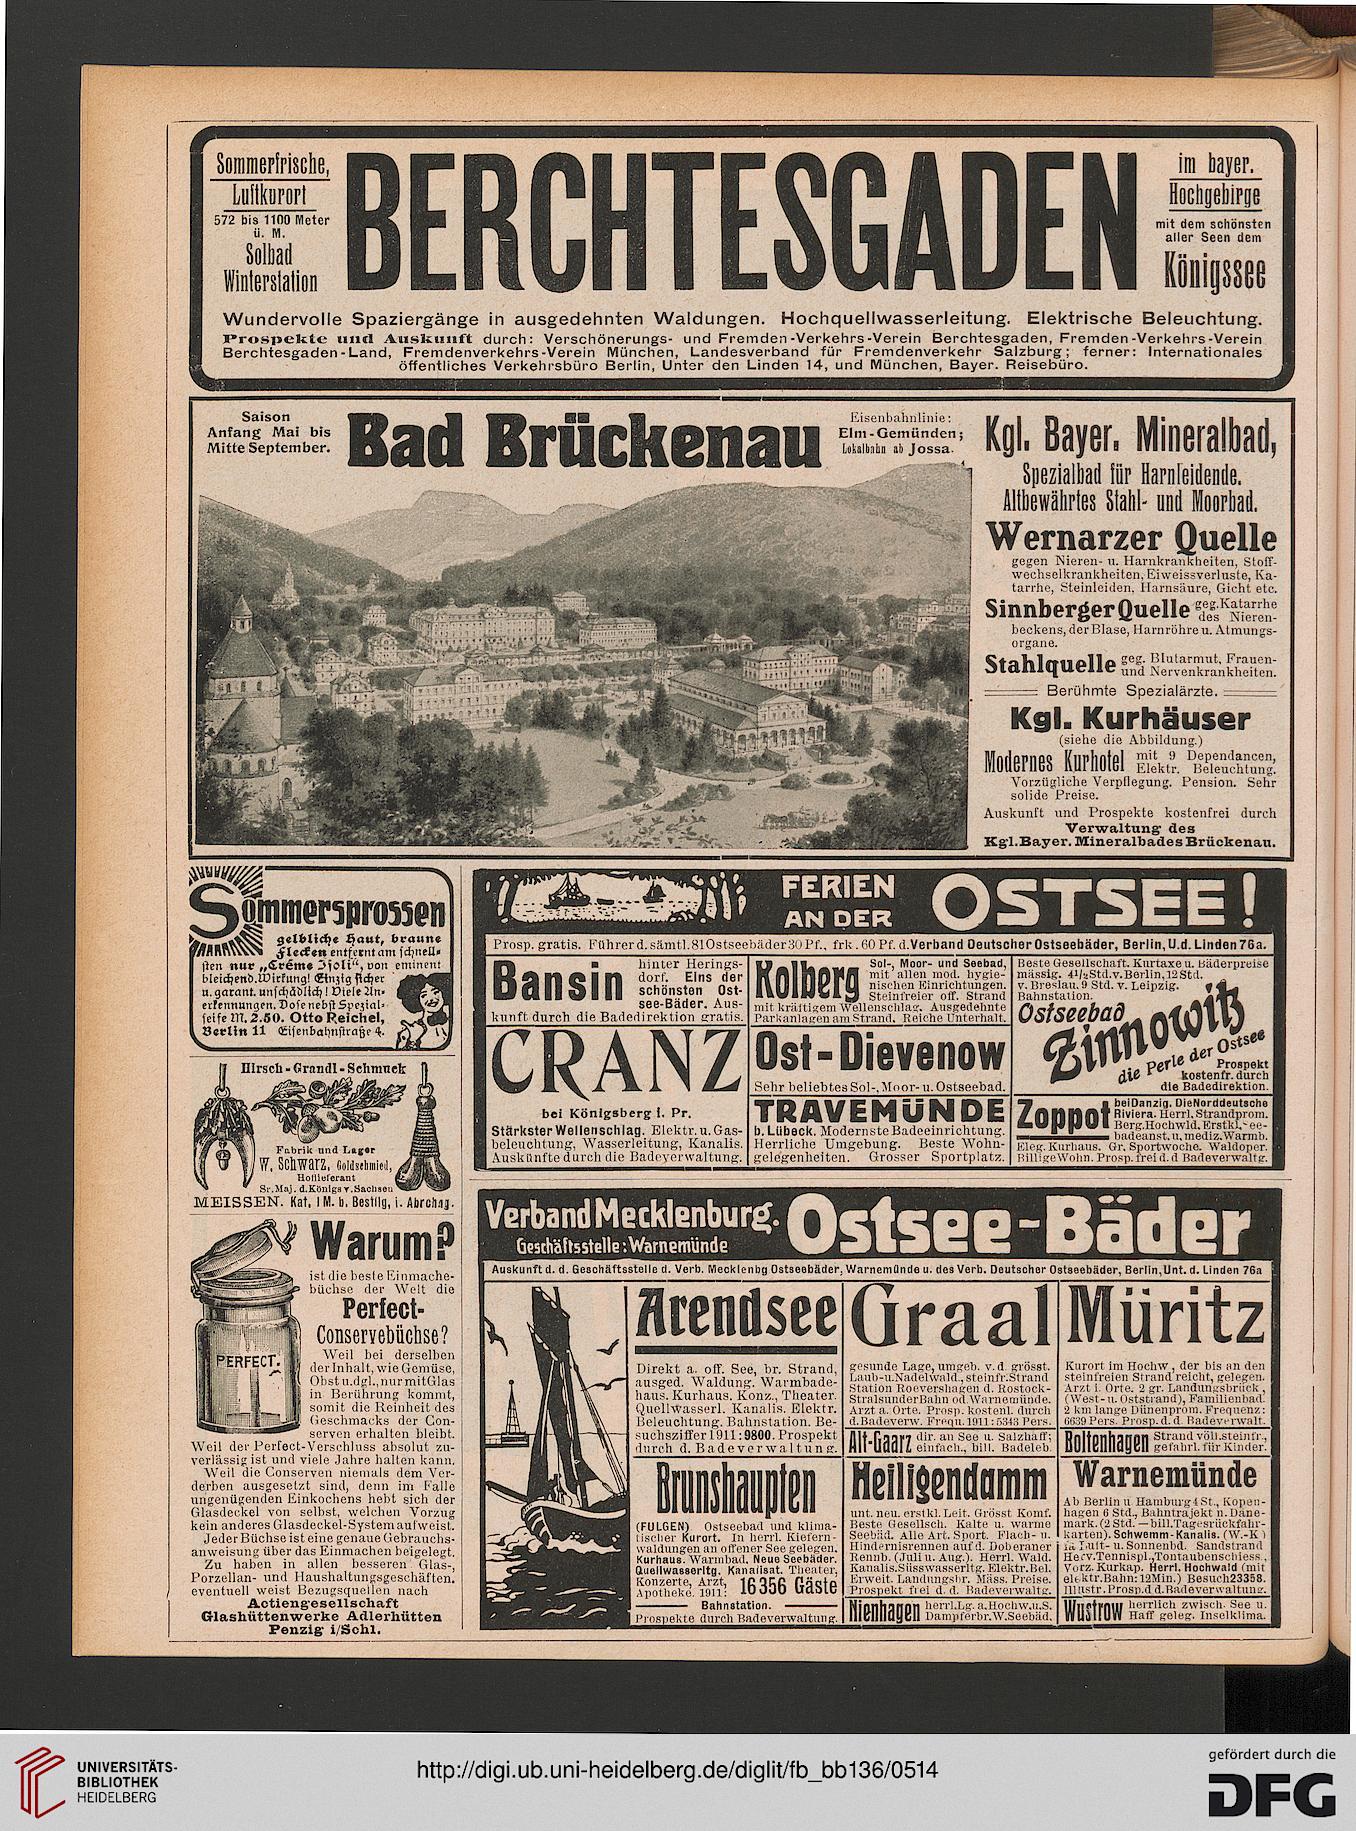 Sommerfrische,
Luftkurort
572 bis 1100 Meter
ü. M.
Solbad
Winterstation
BERCHTESGADEN
im bayer.
Hochgebirge
mit dem schönsten
aller Seen dem
Königssee
Wundervolle Spaziergänge in ausgedehnten Waldungen. Hochquellwasserleitung. Elektrische Beleuchtung.
Prospekte und Auskunft durch: Verschönerungs- und Fremden-Verkehrs-Verein Berchtesgaden, Fremden-Verkehrs-Verein
Berchtesgaden-Land, Fremdenverkehrs-Verein München, Landesverband für Fremdenverkehr Salzburg; ferner: Internationales
öffentliches Verkehrsbüro Berlin, Unter den Linden 14, und München, Bayer. Reisebüro.
Saison
Anfang Mai bis
Mitte September.
Bad Brückenau
Eisenbahnlinie:
Elm-Gemünden;
Lokalbahn ab Jossa.
Kgl. Bayer. Mineralbad,
Spezialbad für Harnleidende.
Altbewährtes Stahl- und Moorbad.
Wernarzer Quelle
gegen Nieren- u. Harnkrankheiten, Stoff-
wechselkrankheiten, Eiweissverluste, Ka-
tarrhe, Steinleiden, Harnsäure, Gicht etc.
Sinnberger Quelle geg. Katarrhe
des Nieren-
beckens, der Blase, Harnröhre u. Atmungs-
organe.
Stahlquelle geg. Blutarmut, Frauen-
und Nervenkrankheiten.
Berühmte Spezialärzte.
Kgl. Kurhäuser
(siehe die Abbildung.)
Modernes Kurhotel mit 9 Dependancen,
Elektr. Beleuchtung.
Vorzügliche Verpflegung. Pension. Sehr
solide Preise.
Auskunft und Prospekte kostenfrei durch
Verwaltung des
Kgl. Bayer. Mineralbades Brückenau.
Sommersprossen
gelbliche Haut, braune
Flecken entfernt am schnell-
sten nur „Créme Isoli“, von eminent
bleichend. Wirkung! Einzig sicher
u. garant. unschädlich! Viele An-
erkennungen. Dose nebst Spezial-
seife M. 2.50. Otto Reichel,
Berlin 11 Eisenbahnstraße 4.
Hirsch-Grandl-Schmuck
Fabrik und Lager
W. Schwarz, Goldschmied,
Hoflieferant
Sr. Maj. d. Königs v. Sachsen
MEISSEN. Kat. i M. b. Bestllg. i. Abrchng.
Warum?
ist die beste Einmache-
büchse der Welt die
Perfect-
Conservebüchse?
PERFECT.
Weil bei derselben
der Inhalt, wie Gemüse,
Obst u. dgl., nur mit Glas
in Berührung kommt,
somit die Reinheit des
Geschmacks der Con-
serven erhalten bleibt.
Weil der Perfect-Verschluss absolut zu-
verlässig ist und viele Jahre halten kann.
Weil die Conserven niemals dem Ver-
derben ausgesetzt sind, denn im Falle
ungenügenden Einkochens hebt sich der
Glasdeckel von selbst, welchen Vorzug
kein anderes Glasdeckel-System aufweist.
Jeder Büchse ist eine genaue Gebrauchs-
anweisung über das Einmachen beigelegt.
Zu haben in allen besseren Glas-,
Porzellan- und Haushaltungsgeschäften.
eventuell weist Bezugsquellen nach
Actiengesellschaft
Glashüttenwerke Adlerhütten
Penzig i/Schl.
FERIEN
AN DER
OSTSEE!
Prosp. gratis. Führer d. sämtl. 81 Ostseebäder 30 Pf., frk. 60 Pf. d. Verband Deutscher Ostseebäder, Berlin, U. d. Linden 76a.
Bansin hinter Herings-
dorf. Eins der
schönsten Ost-
see-Bäder. Aus-
kunft durch die Badedirektion gratis.
CRANZ
bei Königsberg i. Pr.
Stärkster Wellenschlag. Elektr. u. Gas-
beleuchtung, Wasserleitung, Kanalis.
Auskünfte durch die Badeverwaltung.
Kolberg Sol-, Moor- und Seebad,
mit allen mod. hygie-
nischen Einrichtungen.
Steinfreier off. Strand
mit kräftigem Wellenschlag. Ausgedehnte
Parkanlagen am Strand. Reiche Unterhalt.
Ost-Dievenow
Sehr beliebtes Sol-, Moor- u. Ostseebad.
TRAVEMÜNDE
b. Lübeck. Modernste Badeeinrichtung.
Herrliche Umgebung. Beste Wohn-
gelegenheiten. Grosser Sportplatz.
Beste Gesellschaft. Kurtaxe u. Bäderpreise
mässig. 4½ Std. v. Berlin, 12 Std.
v. Breslau, 9 Std. v. Leipzig.
Bahnstation.
Ostseebad
Zinnowitz
die Perle der Ostsee
Prospekt
kostenfr. durch
die Badedirektion.
Zoppot bei Danzig. Die Norddeutsche
Riviera. Herrl. Strandprom.
Berg. Hochwld. Erstkl. See-
badeanst. u. mediz. Warmb.
Eleg. Kurhaus. Gr. Sportwoche. Waldoper.
Billige Wohn. Prosp. frei d. d Badeverwaltg.
Verband Mecklenburg.
Geschäftsstelle: Warnemünde
Ostsee-Bäder
Auskunft d. d. Geschäftsstelle d. Verb. Mecklenbg Ostseebäder, Warnemünde u. des Verb. Deutscher Ostseebäder, Berlin, Unt. d. Linden 76a
Arendsee
Direkt a. off. See, br. Strand,
ausged. Waldung. Warmbade-
haus. Kurhaus. Konz., Theater.
Quellwasserl. Kanalis. Elektr.
Beleuchtung. Bahnstation. Be-
suchsziffer 1911: 9800. Prospekt
durch d. Badeverwaltung.
Brunshaupten
(FULGEN) Ostseebad und klima-
tischer Kurort. In herrl. Kiefern-
waldungen an offener See gelegen.
Kurhaus. Warmbad. Neue Seebäder.
Quellwasserltg. Kanalisat. Theater,
Konzerte, Arzt,
Apotheke. 1911: 16356 Gäste
Bahnstation.
Prospekte durch Badeverwaltung.
Graal
gesunde Lage, umgeb. v. d. grösst.
Laub- u. Nadelwald., steinfr. Strand
Station Roevershagen d. Rostock-
Stralsunder Bahn od. Warnemünde.
Arzt a. Orte. Prosp. kostenl. durch
d. Badeverw. Frequ. 1911: 5343 Pers.
Alt-Gaarz dir. an See u. Salzhaff;
einfach., bill. Badeleb.
Heiligendamm
unt. neu. erstkl. Leit. Grösst Komf.
Beste Gesellsch. Kalte u. warme
Seebäd. Alle Art. Sport. Flach- u.
Hindernisrennen auf d. Doberaner
Rennb. (Juli u. Aug.). Herrl. Wald.
Kanalis. Süsswasserltg. Elektr. Bel.
Erweit. Landungsbr. Mäss. Preise.
Prospekt frei d. d. Badeverwaltg.
Nienhagen herrl. Lg. a. Hochw. u. S.
Dampferbr. W. Seebäd.
Müritz
Kurort im Hochw., der bis an den
steinfreien Strand reicht, gelegen.
Arzt i. Orte. 2 gr. Landungsbrück.,
(West- u. Oststrand), Familienbad.
2 km lange Dünenprom. Frequenz:
6639 Pers. Prosp. d. d. Badeverwalt.
Boltenhagen Strand völl. steinfr.,
gefahrl. für Kinder.
Warnemünde
Ab Berlin u Hamburg 4 St., Kopen-
hagen 6 Std., Bahntrajekt n. Däne-
mark. (2 Std. — bill. Tagesrückfahr-
karten). Schwemm-Kanalis. (W.-K)
Luft- u. Sonnenbd. Sandstrand
Herv. Tennispl., Tontaubenschiess.,
Vorz. Kurkap. Herrl. Hochwald (mit
elektr. Bahn: 12 Min.) Besuch 23358.
Illustr. Prosp. d d. Badeverwaltung.
Wustrow herrlich zwisch. See u.
Haff geleg. Inselklima.
UNIVERSITÄTS-
BIBLIOTHEK
HEIDELBERG
http://digi.ub.uni-heidelberg.de/diglit/fb_bb136/0514
gefördert durch die
DFG